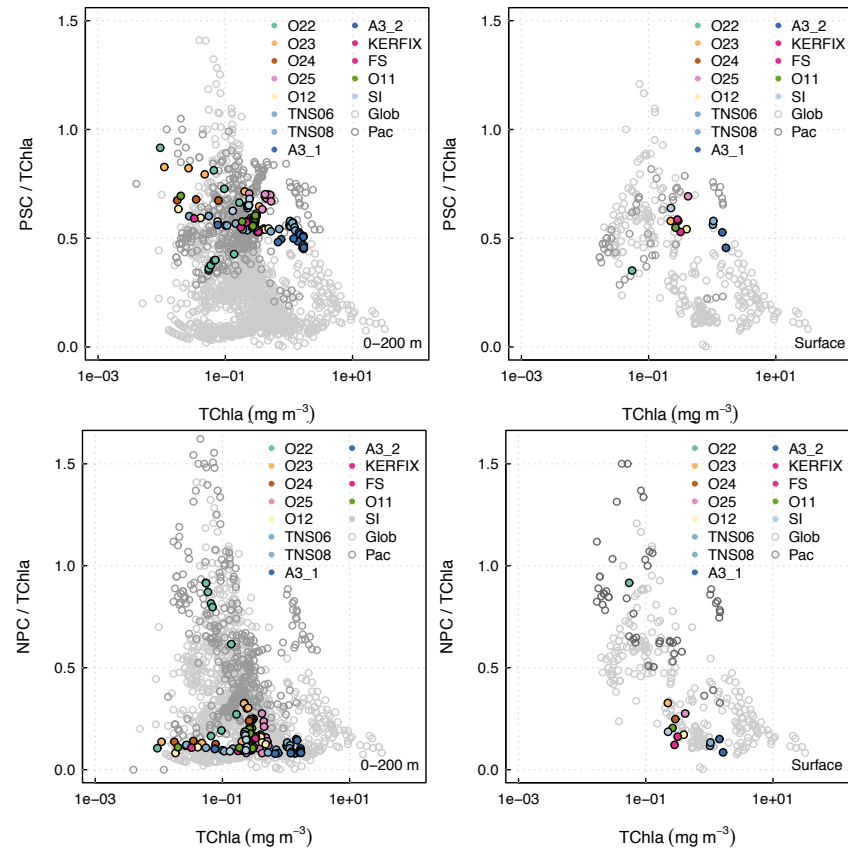 1.5
1.0
0.5
0.0
PSC / TChla
O22
O23
O24
O25
O12
TNS06
TNS08
A3_1
A3_2
KERFIX
FS
O11
SI
Glob
Pac
0−200 m
1e−03
1e−01
1e+01
TChla (mg m⁻³)
1.5
1.0
0.5
0.0
PSC / TChla
O22
O23
O24
O25
O12
TNS06
TNS08
A3_1
A3_2
KERFIX
FS
O11
SI
Glob
Pac
Surface
1e−03
1e−01
1e+01
TChla (mg m⁻³)
1.5
1.0
0.5
0.0
NPC / TChla
O22
O23
O24
O25
O12
TNS06
TNS08
A3_1
A3_2
KERFIX
FS
O11
SI
Glob
Pac
0−200 m
1e−03
1e−01
1e+01
TChla (mg m⁻³)
1.5
1.0
0.5
0.0
NPC / TChla
O22
O23
O24
O25
O12
TNS06
TNS08
A3_1
A3_2
KERFIX
FS
O11
SI
Glob
Pac
Surface
1e−03
1e−01
1e+01
TChla (mg m⁻³)